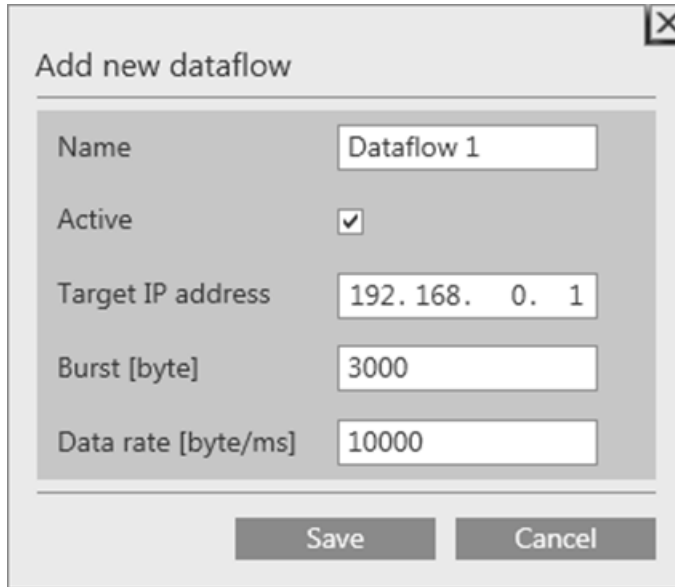 Add new dataflow
Name Dataflow 1
Active
Target IP address 192.168. 0. 1
Burst [byte] 3000
Data rate [byte/ms] 10000
Save Cancel